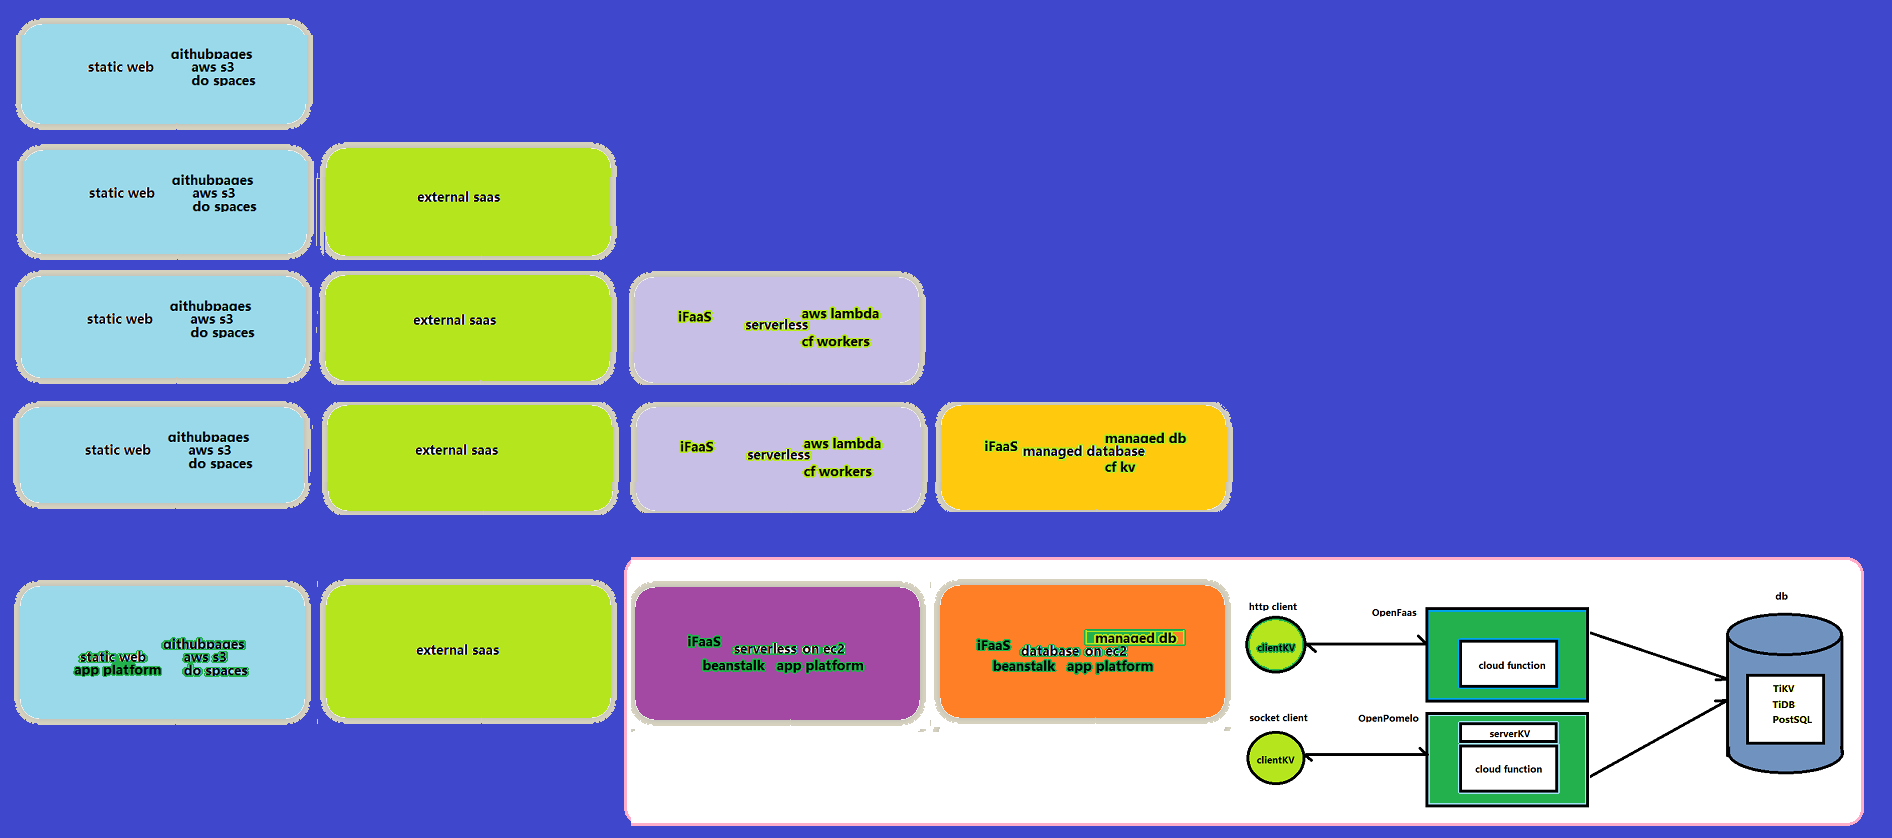 static web
githubpages
aws s3
do spaces
static web
githubpages
aws s3
do spaces
external saas
static web
githubpages
aws s3
do spaces
external saas
iFaaS
serverless
aws lambda
cf workers
static web
githubpages
aws s3
do spaces
external saas
iFaaS
serverless
aws lambda
cf workers
iFaaS
managed database
managed db
cf kv
static web
app platform
githubpages
aws s3
do spaces
external saas
iFaaS
serverless on ec2
beanstalk app platform
iFaaS
managed db
database on ec2
beanstalk app platform
http client
clientKV
OpenFaas
cloud function
socket client
clientKV
OpenPomelo
serverKV
cloud function
db
TiKV
TiDB
PostSQL